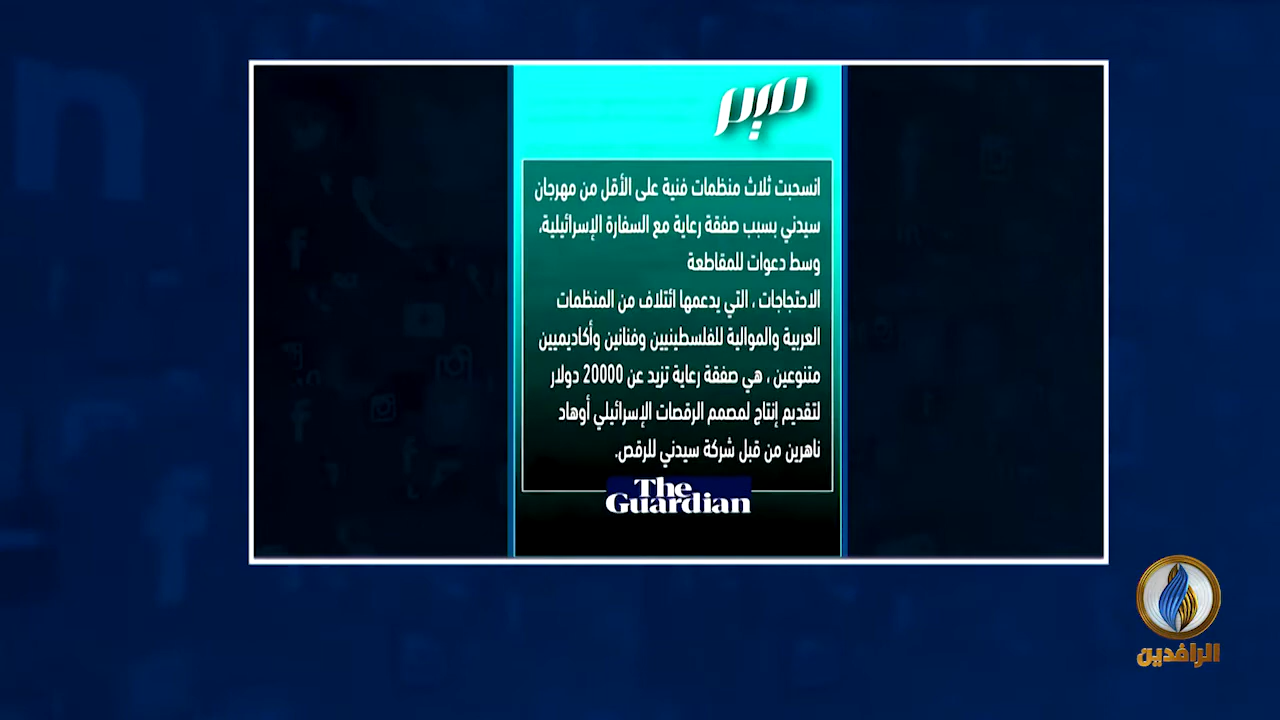 انسحبت ثلاث منظمات فنية على الأقل من مهرجان
سيدني بسبب صفقة رعاية مع السفارة الإسرائيلية،
وسط دعوات للمقاطعة
الاحتجاجات ، التي يدعمها ائتلاف من المنظمات
العربية والموالية للفلسطينيين وفنانين وأكاديميين
متنوعين ، هي صفقة رعاية تزيد عن 20000 دولار
لتقديم إنتاج لمصمم الرقصات الإسرائيلي أوهاد
ناهرين من قبل شركة سيدني للرقص.
The
Guardian
الرافدين